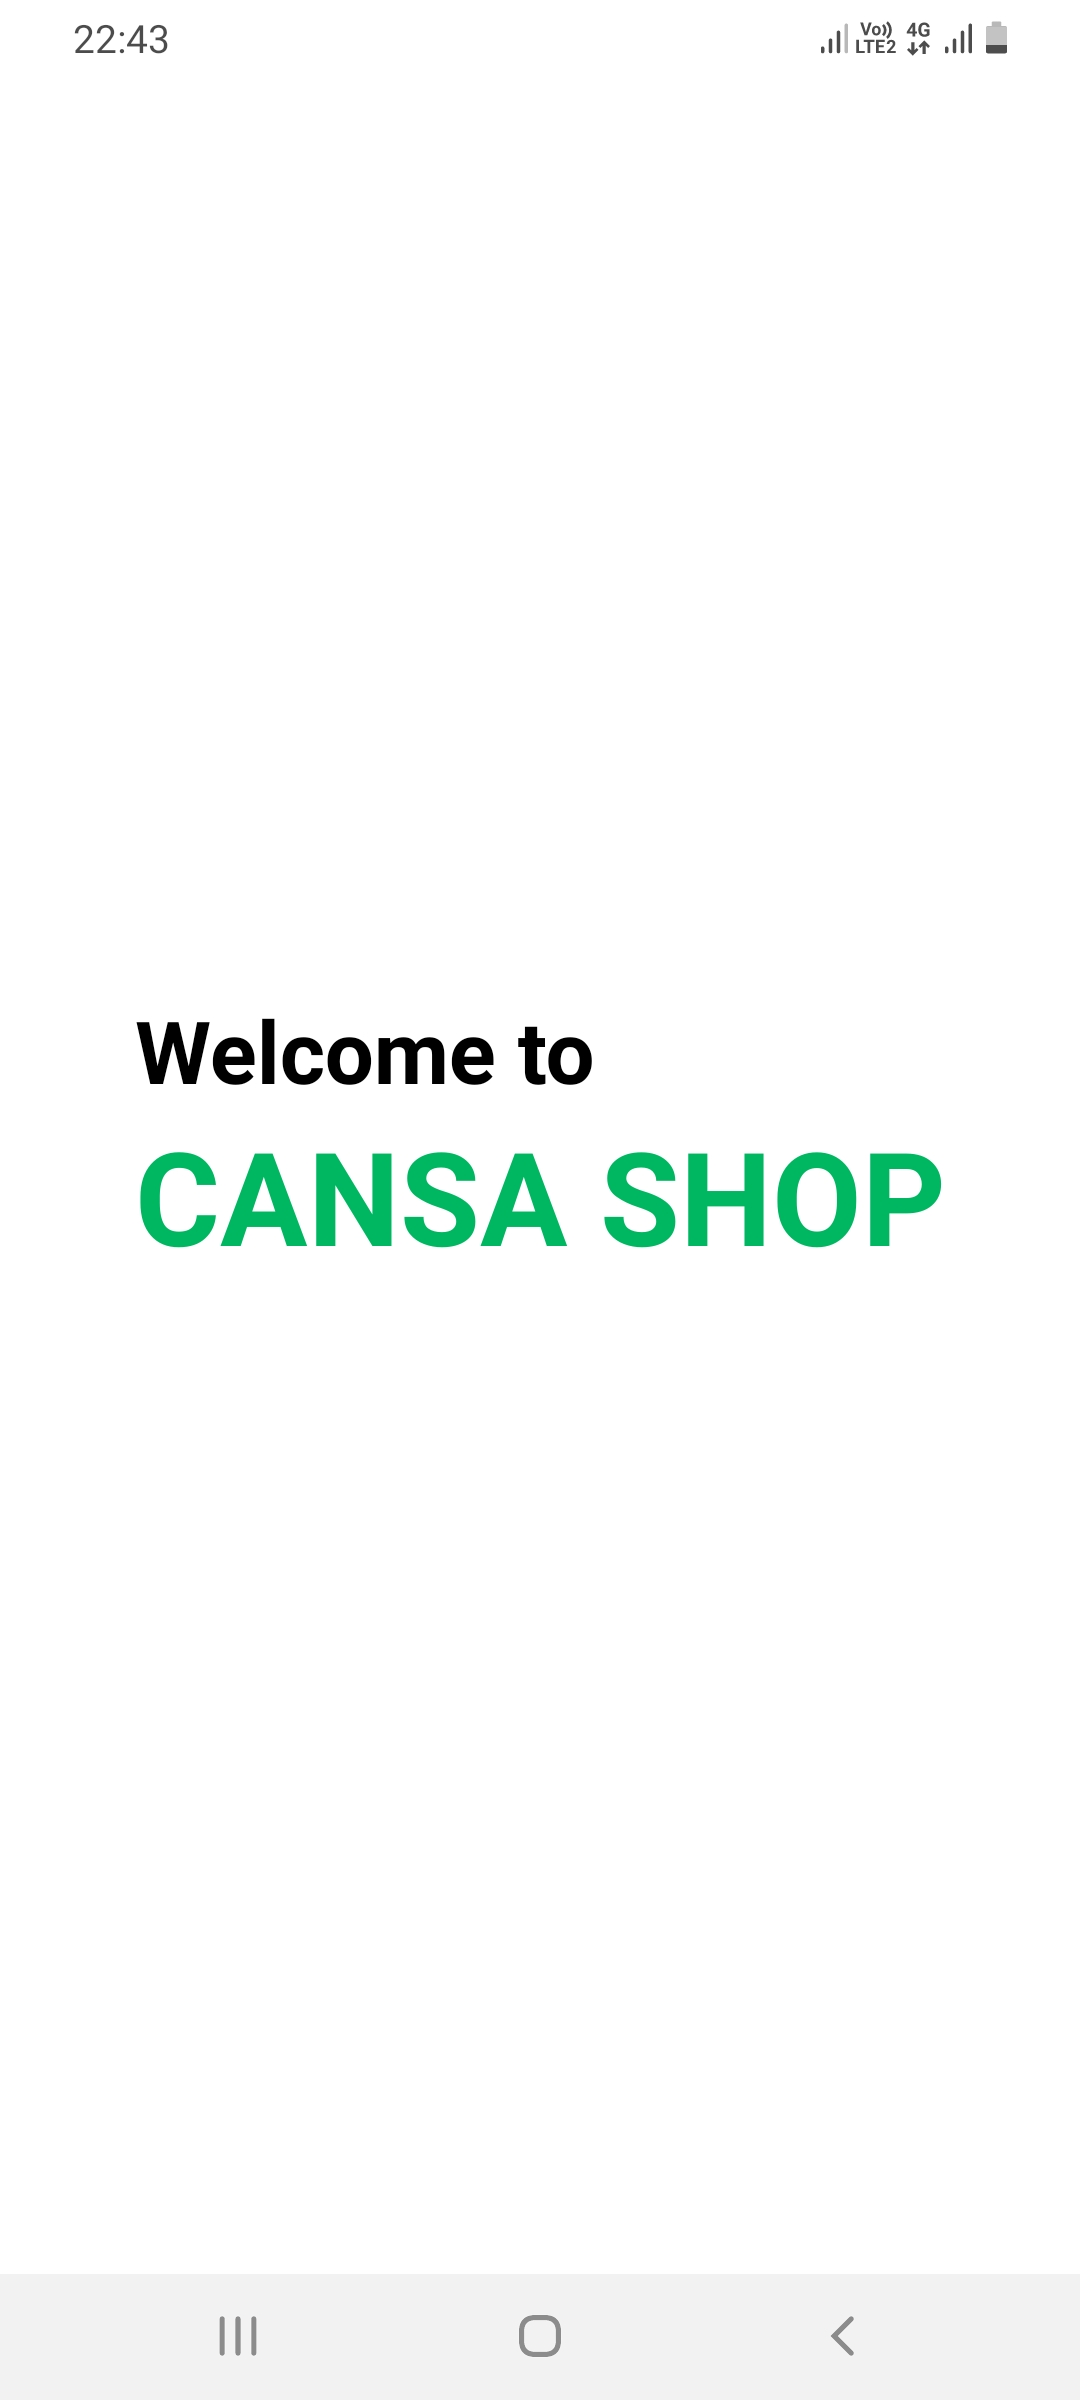 22:43
Vo)) 4G
LTE2
Welcome to
CANSA SHOP